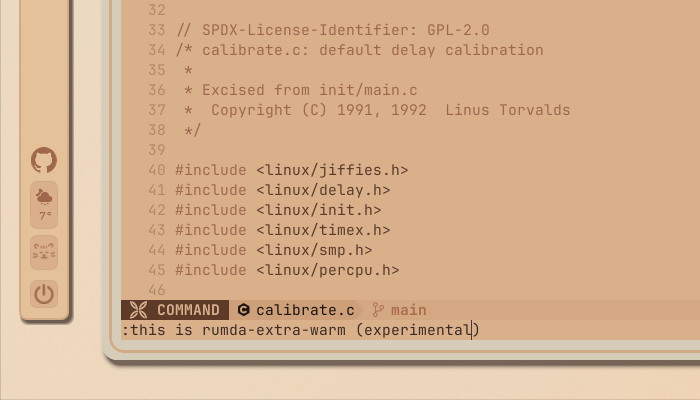 32
33 // SPDX-License-Identifier: GPL-2.0
34 /* calibrate.c: default delay calibration
35  *
36  * Excised from init/main.c
37  *  Copyright (C) 1991, 1992  Linus Torvalds
38  */
39
40 #include <linux/jiffies.h>
41 #include <linux/delay.h>
42 #include <linux/init.h>
43 #include <linux/timex.h>
44 #include <linux/smp.h>
45 #include <linux/percpu.h>
46
7°
COMMAND calibrate.c main
:this is rumda-extra-warm (experimental)